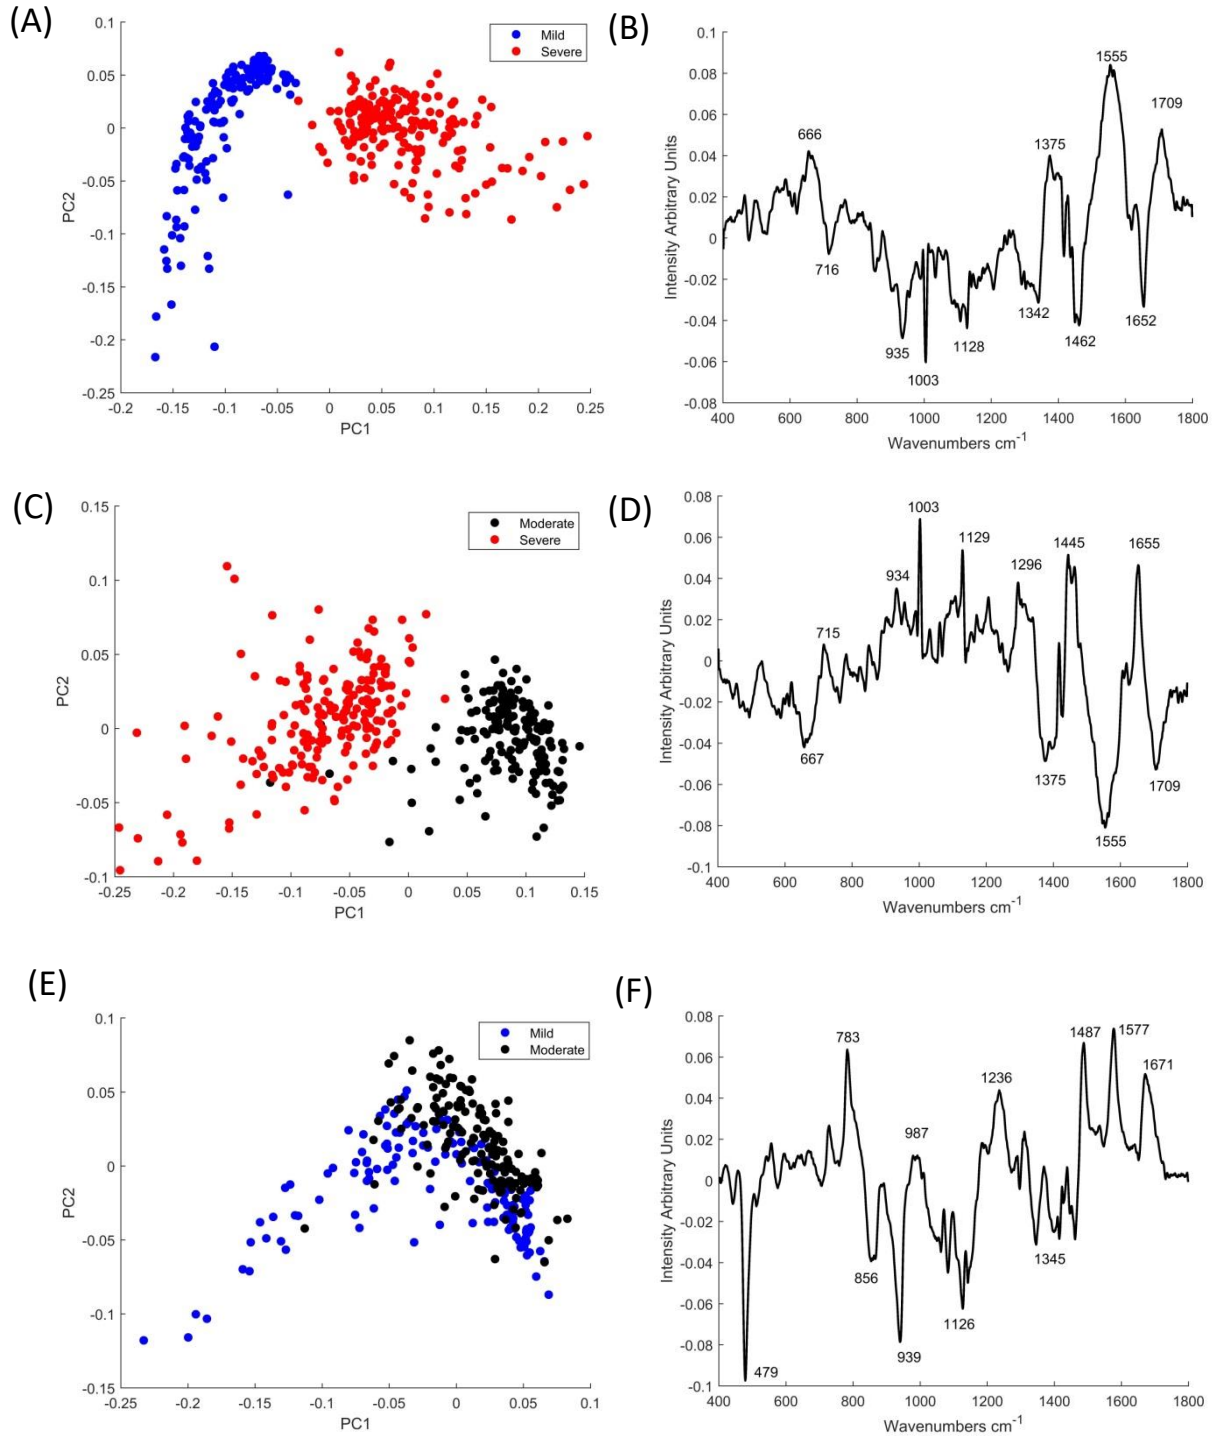 (A)
0.1
0.05
0
-0.05
-0.1
-0.15
-0.2
-0.25
PC2
-0.2 -0.15 -0.1 -0.05 0 0.05 0.1 0.15 0.2 0.25
PC1
Mild
Severe
(B)
0.1
0.08
0.06
0.04
0.02
0
-0.02
-0.04
-0.06
-0.08
Intensity Arbitrary Units
400 600 800 1000 1200 1400 1600 1800
Wavenumbers cm-1
666
716
935
1003
1128
1342
1375
1462
1555
1652
1709
(C)
0.15
0.1
0.05
0
-0.05
-0.1
PC2
-0.25 -0.2 -0.15 -0.1 -0.05 0 0.05 0.1 0.15
PC1
Moderate
Severe
(D)
0.08
0.06
0.04
0.02
0
-0.02
-0.04
-0.06
-0.08
-0.1
Intensity Arbitrary Units
400 600 800 1000 1200 1400 1600 1800
Wavenumbers cm-1
667
715
934
1003
1129
1296
1375
1445
1555
1655
1709
(E)
0.1
0.05
0
-0.05
-0.1
-0.15
PC2
-0.25 -0.2 -0.15 -0.1 -0.05 0 0.05 0.1
PC1
Mild
Moderate
(F)
0.08
0.06
0.04
0.02
0
-0.02
-0.04
-0.06
-0.08
-0.1
Intensity Arbitrary Units
400 600 800 1000 1200 1400 1600 1800
Wavenumbers cm-1
479
783
856
939
987
1126
1236
1345
1487
1577
1671